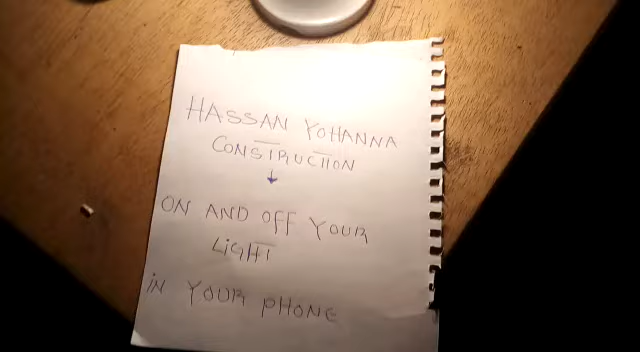 HASSAN YOHANNA
CONSTRUCTION
↓
ON AND OFF YOUR
LiGHT
iN YOUR PHONE